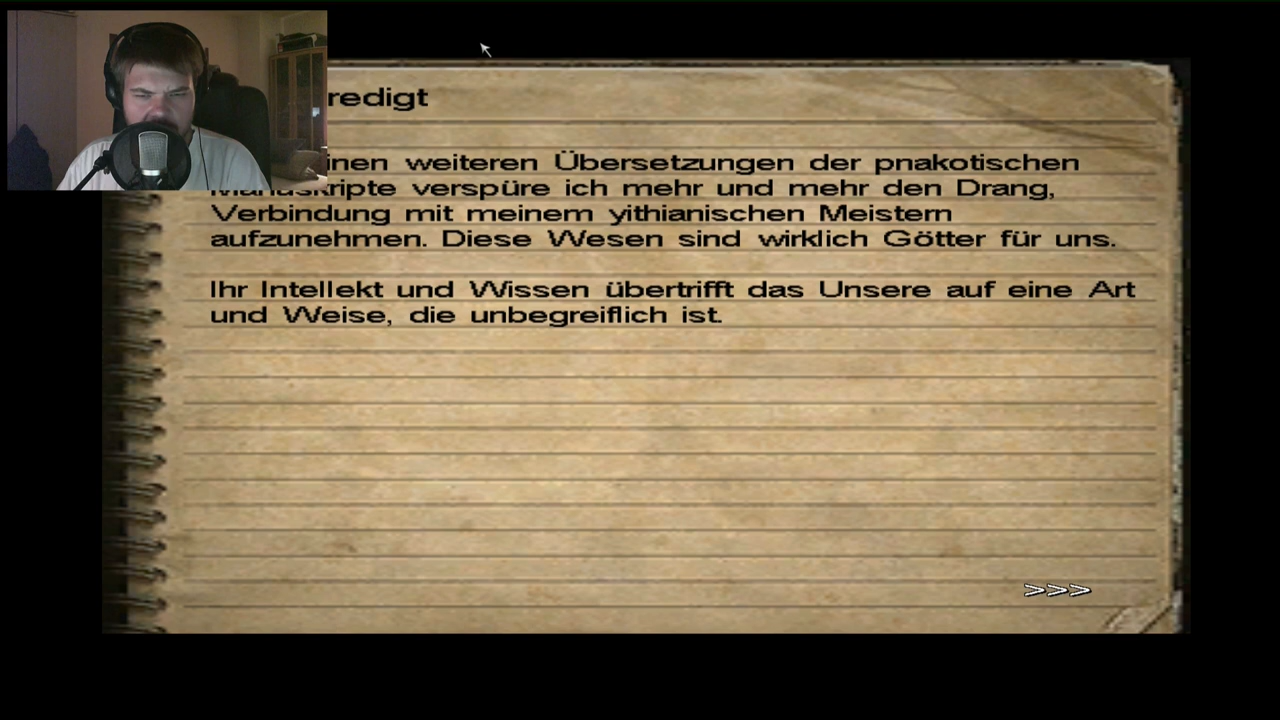 redigt
inen weiteren Übersetzungen der pnakotischen
Manuskripte verspüre ich mehr und mehr den Drang,
Verbindung mit meinem yithianischen Meistern
aufzunehmen. Diese Wesen sind wirklich Götter für uns.
Ihr Intellekt und Wissen übertrifft das Unsere auf eine Art
und Weise, die unbegreiflich ist.
>>>